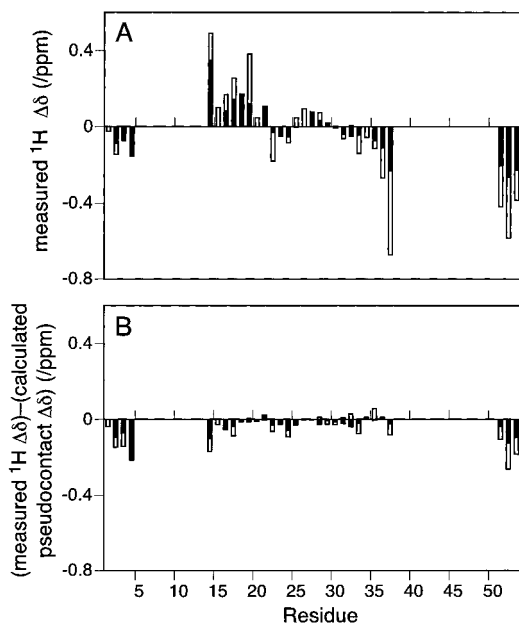 A
measured ¹H Δδ (/ppm)
0.4
0
-0.4
-0.8
B
(measured ¹H Δδ)–(calculated
pseudocontact Δδ) (/ppm)
0.4
0
-0.4
-0.8
5 10 15 20 25 30 35 40 45 50
Residue